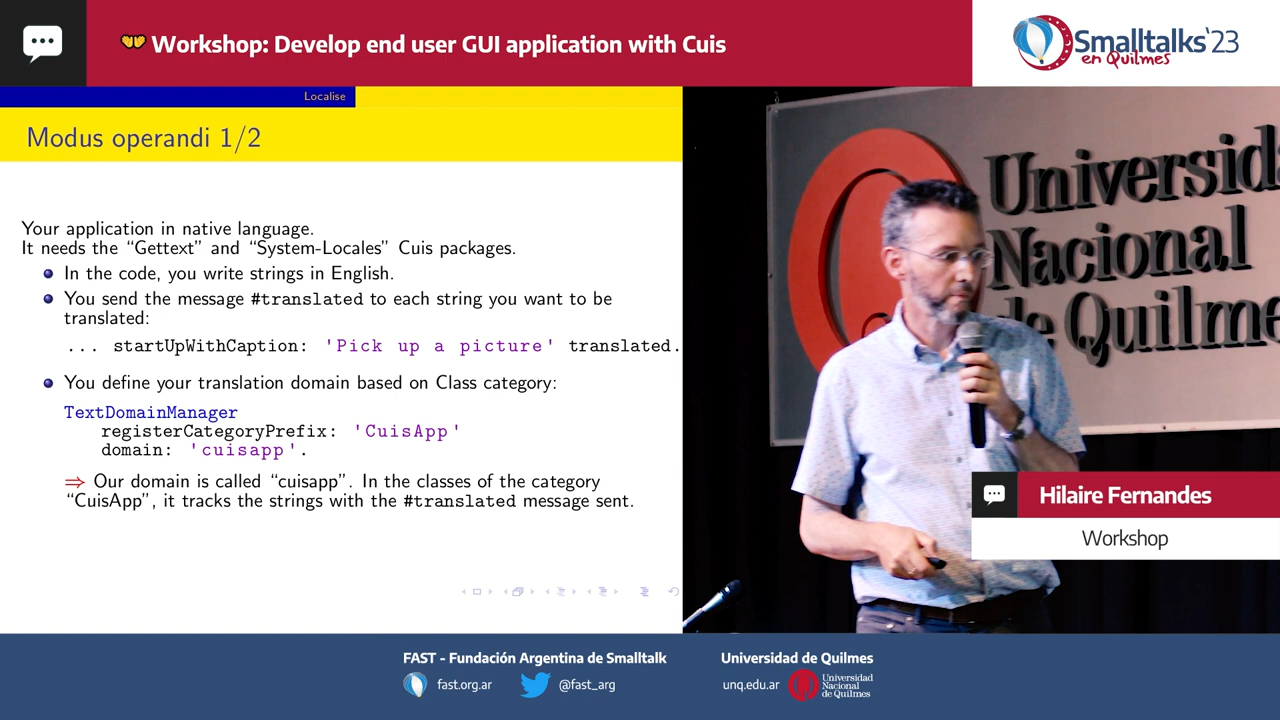 Workshop: Develop end user GUI application with Cuis
Smalltalks'23
en Quilmes
Localise
Modus operandi 1/2
Your application in native language.
It needs the “Gettext” and “System-Locales” Cuis packages.
In the code, you write strings in English.
You send the message #translated to each string you want to be
translated:
... startUpWithCaption: 'Pick up a picture' translated.
You define your translation domain based on Class category:
TextDomainManager
registerCategoryPrefix: 'CuisApp'
domain: 'cuisapp'.
⇒ Our domain is called “cuisapp”. In the classes of the category
“CuisApp”, it tracks the strings with the #translated message sent.
Universid
Nacional
de Quilme
Hilaire Fernandes
Workshop
FAST - Fundación Argentina de Smalltalk
fast.org.ar
@fast_arg
Universidad de Quilmes
unq.edu.ar
Universidad
Nacional
de Quilmes